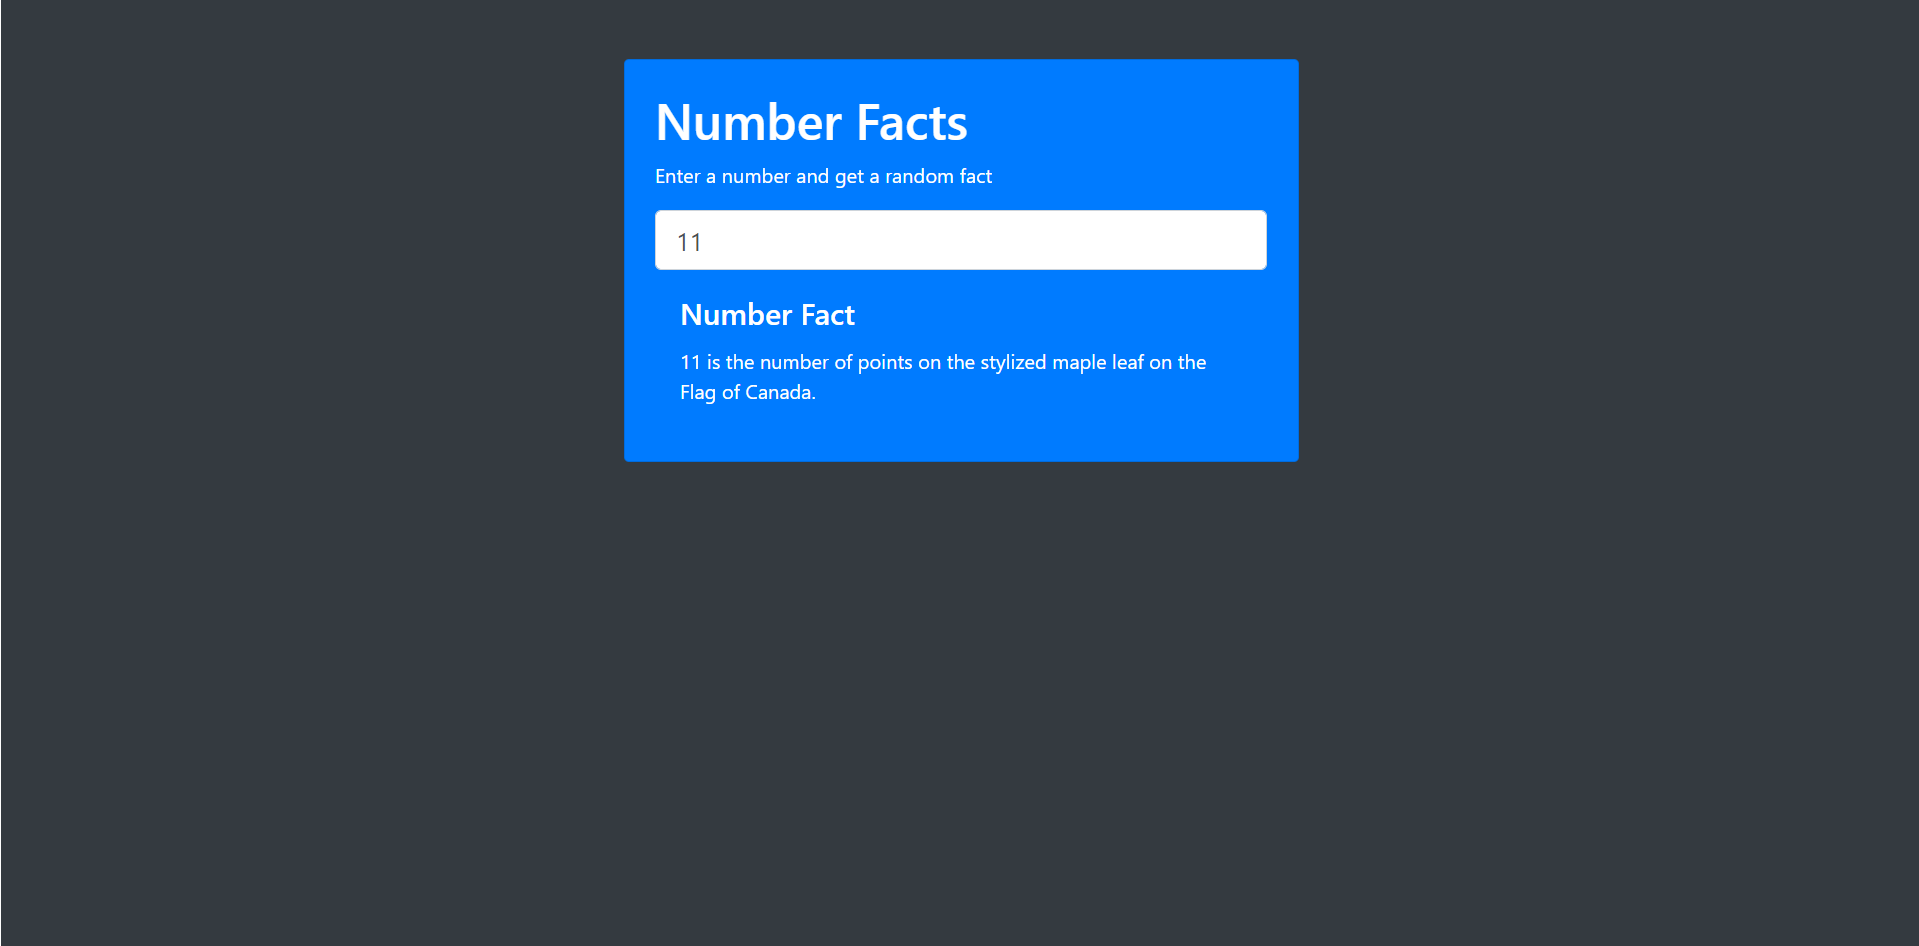 Number Facts
Enter a number and get a random fact
11
Number Fact
11 is the number of points on the stylized maple leaf on the
Flag of Canada.